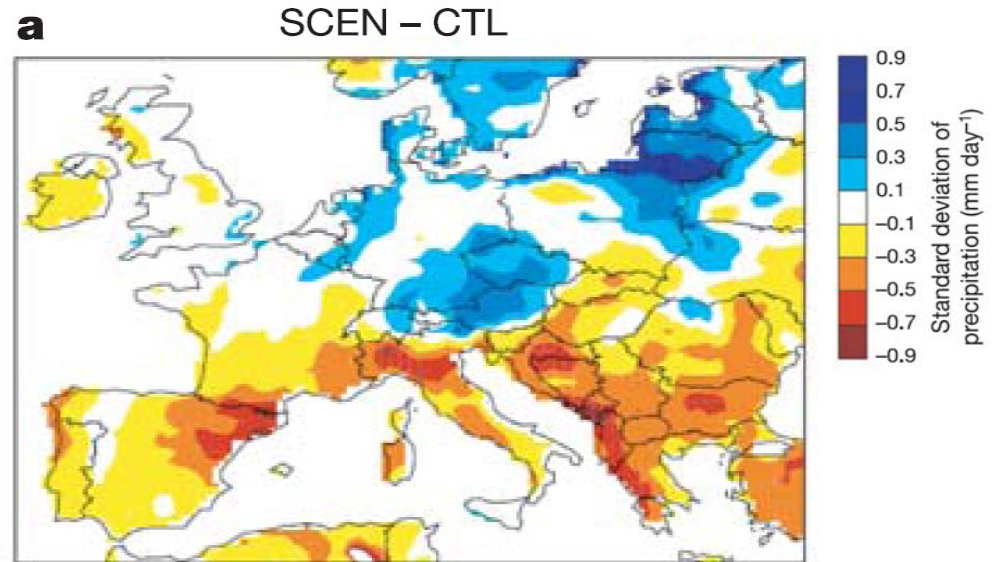 a
SCEN – CTL
0.9
0.7
0.5
0.3
0.1
–0.1
–0.3
–0.5
–0.7
–0.9
Standard deviation of
precipitation (mm day⁻¹)